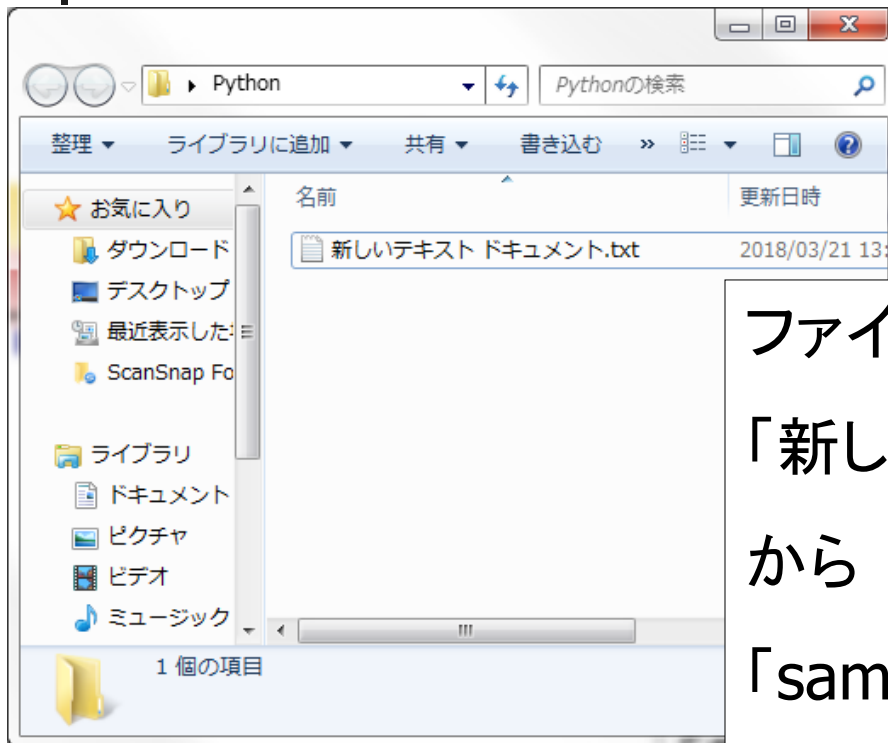 Python
Pythonの検索
整理 ライブラリに追加 共有 書き込む »
お気に入り
ダウンロード
デスクトップ
最近表示した
ScanSnap Fo
ライブラリ
ドキュメント
ピクチャ
ビデオ
ミュージック
名前 更新日時
新しいテキスト ドキュメント.txt 2018/03/21 13:
1 個の項目
ファイ
「新し
から
「sam